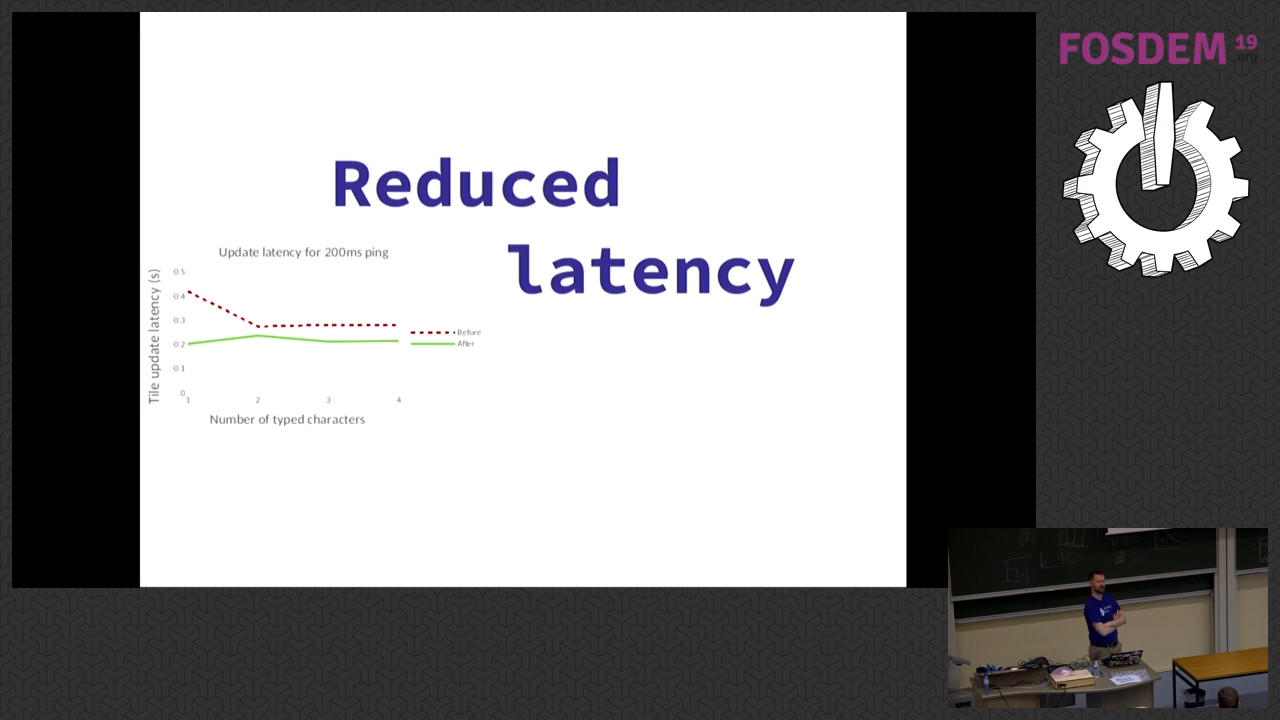 FOSDEM 19
.org
Reduced
latency
Update latency for 200ms ping
Tile update latency (s)
0.5
0.4
0.3
0.2
0.1
0
1 2 3 4
Number of typed characters
Before
After